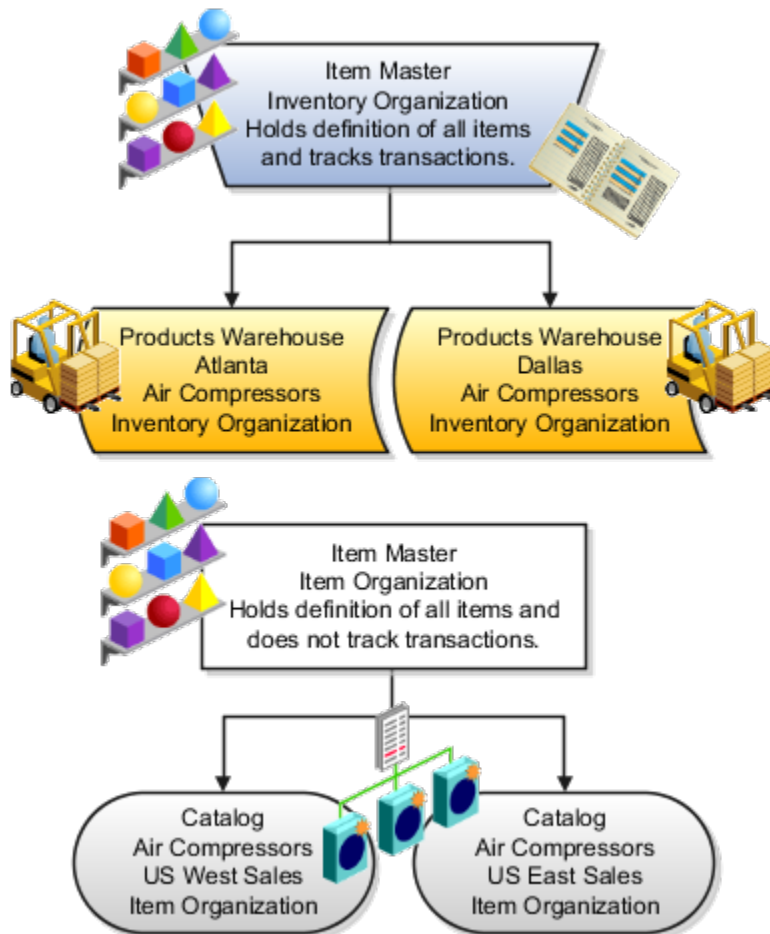 Item Master
Inventory Organization
Holds definition of all items
and tracks transactions.
Products Warehouse
Atlanta
Air Compressors
Inventory Organization
Products Warehouse
Dallas
Air Compressors
Inventory Organization
Item Master
Item Organization
Holds definition of all items and
does not track transactions.
Catalog
Air Compressors
US West Sales
Item Organization
Catalog
Air Compressors
US East Sales
Item Organization